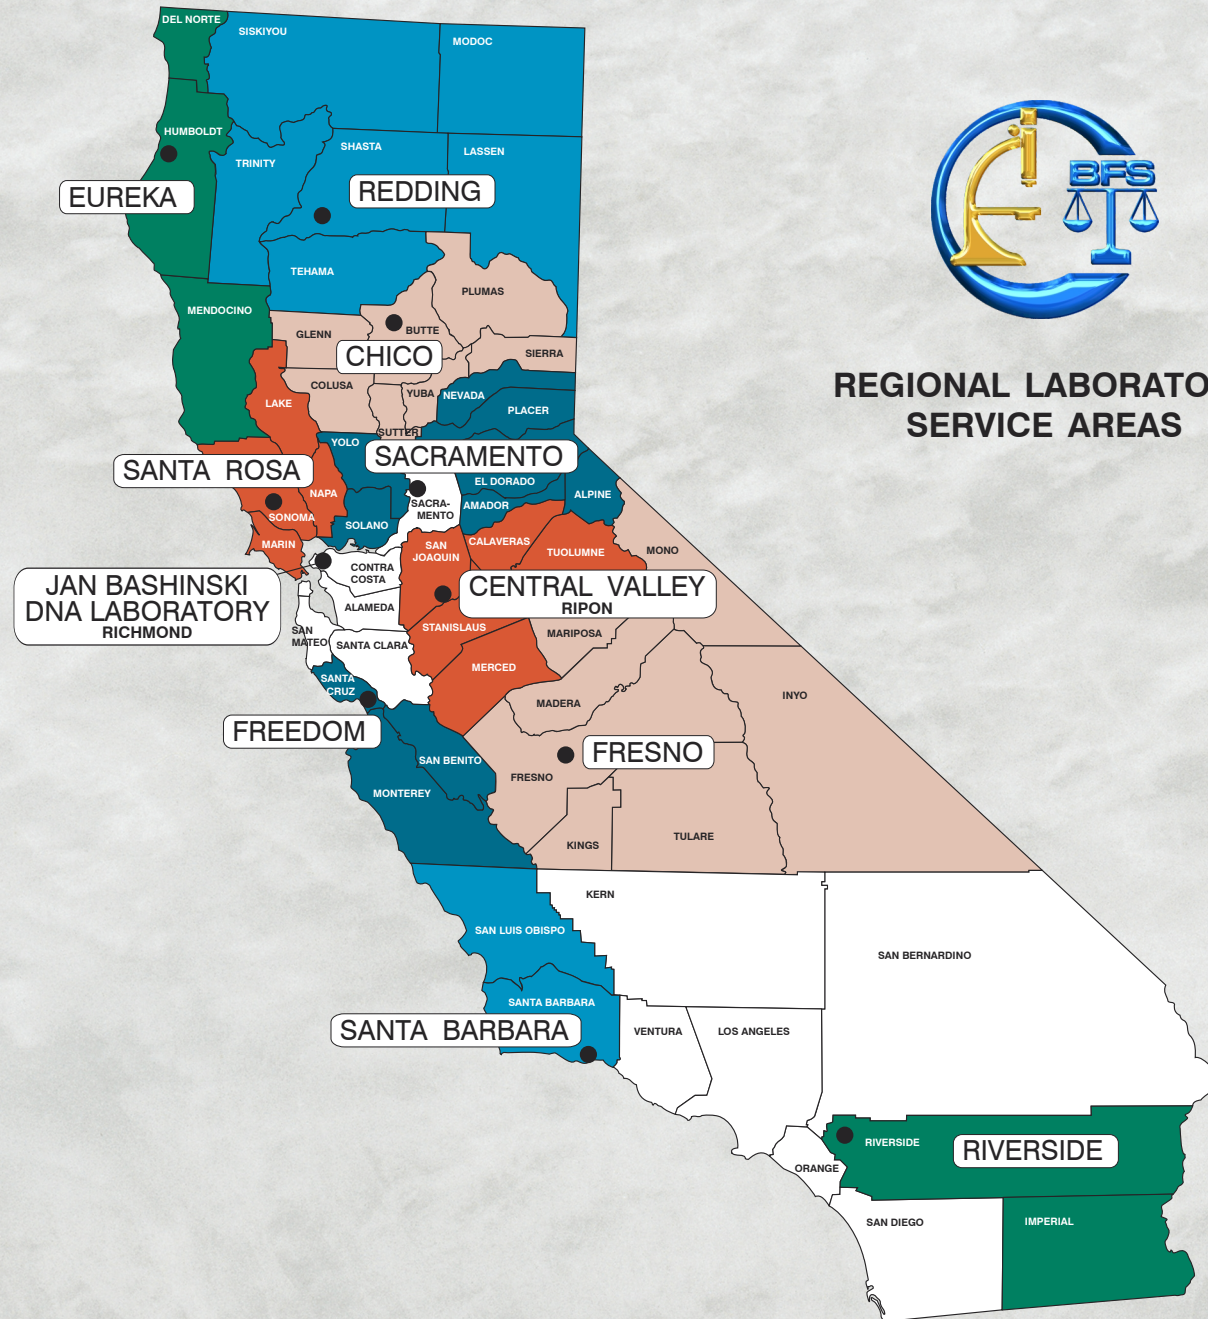 DEL NORTE
SISKIYOU
MODOC
HUMBOLDT
TRINITY
SHASTA
LASSEN
EUREKA
REDDING
BFS
TEHAMA
PLUMAS
MENDOCINO
GLENN
BUTTE
SIERRA
CHICO
REGIONAL LABORATO
SERVICE AREAS
COLUSA
YUBA
NEVADA
LAKE
PLACER
SUTTER
YOLO
SACRAMENTO
SANTA ROSA
EL DORADO
NAPA
ALPINE
SACRA-
MENTO
AMADOR
SONOMA
SOLANO
MARIN
SAN
JOAQUIN
CALAVERAS
TUOLUMNE
MONO
CONTRA
COSTA
JAN BASHINSKI
DNA LABORATORY
RICHMOND
CENTRAL VALLEY
RIPON
ALAMEDA
STANISLAUS
MARIPOSA
SAN
MATEO
SANTA CLARA
MERCED
SANTA
CRUZ
INYO
MADERA
FREEDOM
FRESNO
SAN BENITO
FRESNO
MONTEREY
TULARE
KINGS
KERN
SAN LUIS OBISPO
SAN BERNARDINO
SANTA BARBARA
SANTA BARBARA
VENTURA
LOS ANGELES
RIVERSIDE
RIVERSIDE
ORANGE
SAN DIEGO
IMPERIAL